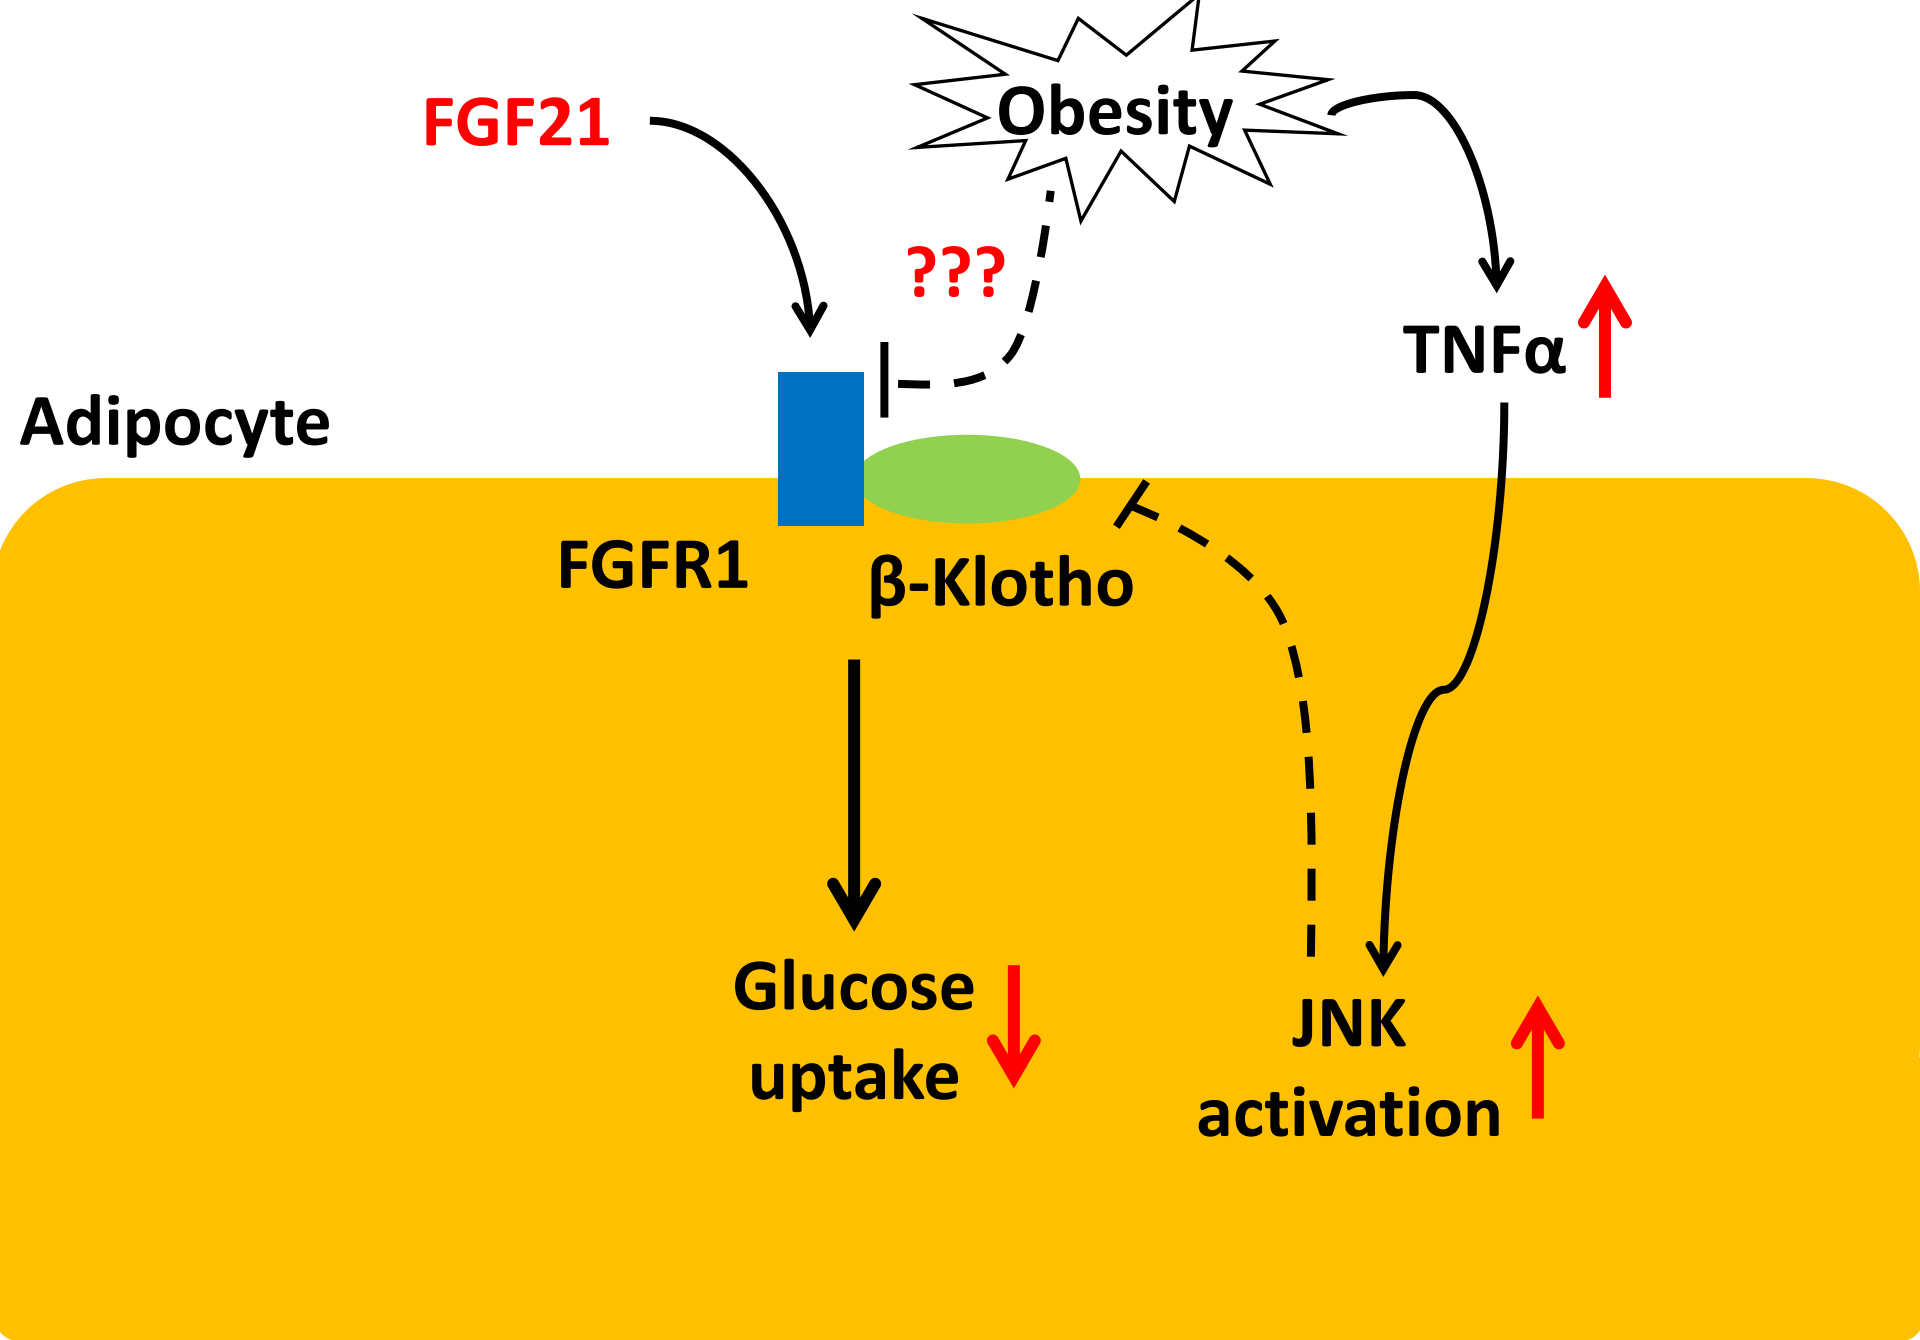 Obesity
FGF21
???
TNFα
Adipocyte
FGFR1
β-Klotho
Glucose
uptake
JNK
activation